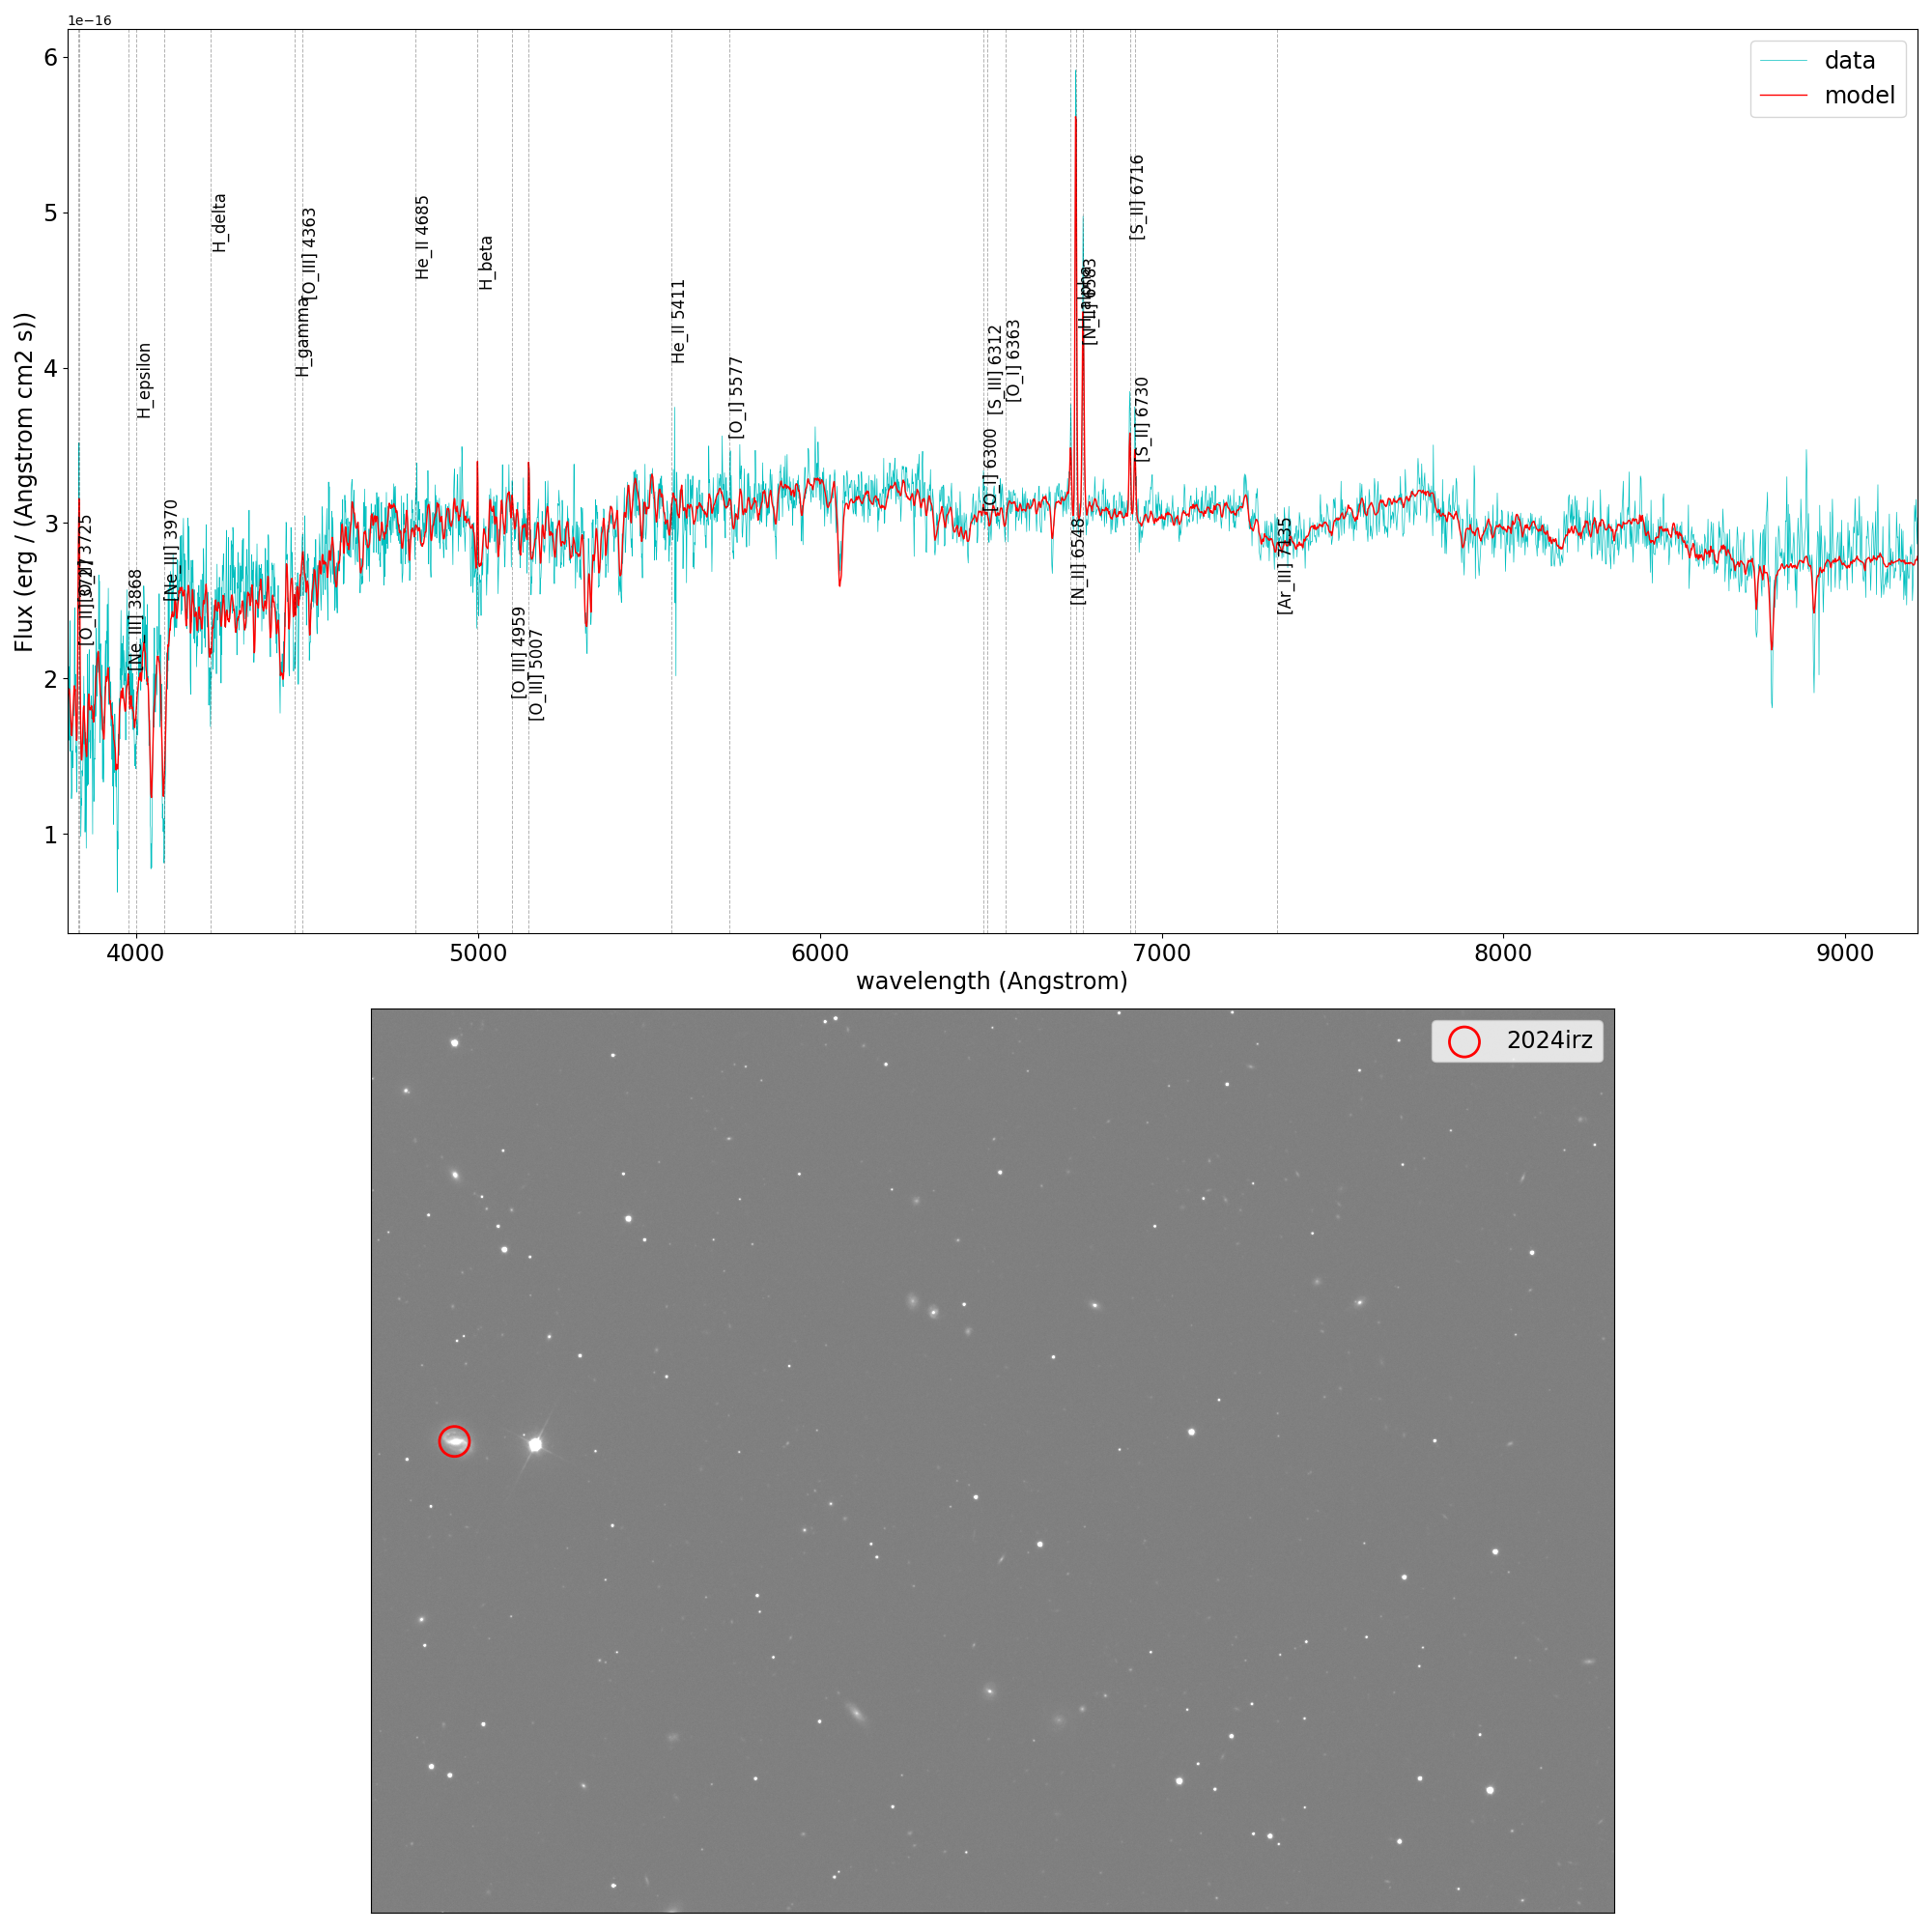 1e−16
data
model
Flux (erg / (Angstrom cm2 s))
6
5
4
3
2
1
[O_II] 3725
[Ne_III] 3868
H_epsilon
[Ne_III] 3970
H_delta
H_gamma
[O_III] 4363
He_II 4685
H_beta
[O_III] 4959
[O_III] 5007
He_II 5411
[O_I] 5577
[O_I] 6300
[S_III] 6312
[O_I] 6363
[N_II] 6548
H_alpha
[N_II] 6583
[S_II] 6716
[S_II] 6730
[Ar_III] 7135
4000
5000
6000
7000
8000
9000
wavelength (Angstrom)
2024irz